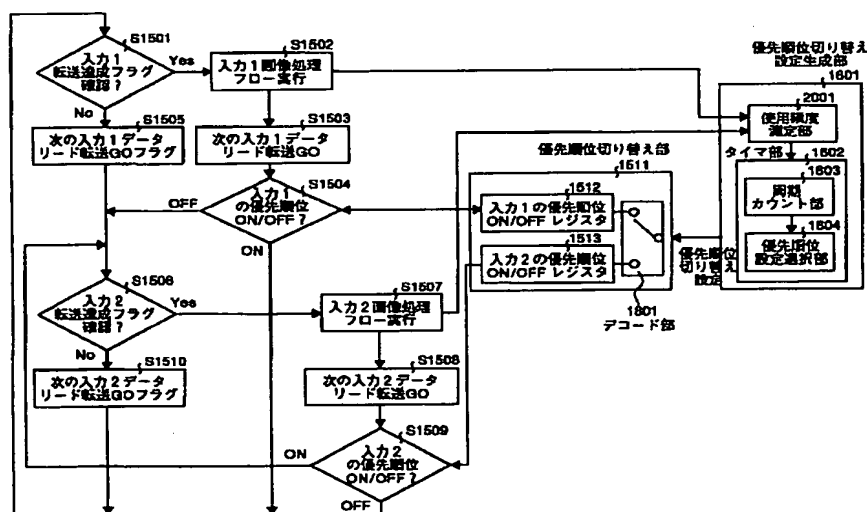 S1501
入力1
転送達成フラグ
確認?
Yes
No
S1502
入力1画像処理
フロー実行
S1505
次の入力1データ
リード転送GOフラグ
S1503
次の入力1データ
リード転送GO
S1504
入力1
の優先順位
ON/OFF?
OFF
ON
S1506
入力2
転送達成フラグ
確認?
Yes
No
S1507
入力2画像処理
フロー実行
S1510
次の入力2データ
リード転送GOフラグ
S1508
次の入力2データ
リード転送GO
S1509
入力2
の優先順位
ON/OFF?
ON
OFF
優先順位切り替え部
1511
1512
入力1の優先順位
ON/OFFレジスタ
1513
入力2の優先順位
ON/OFFレジスタ
1801
デコード部
優先順位
切り替え
設定
優先順位切り替え
設定生成部
1601
2001
使用頻度
測定部
タイマ部
1602
1603
周期
カウント部
1604
優先順位
設定選択部